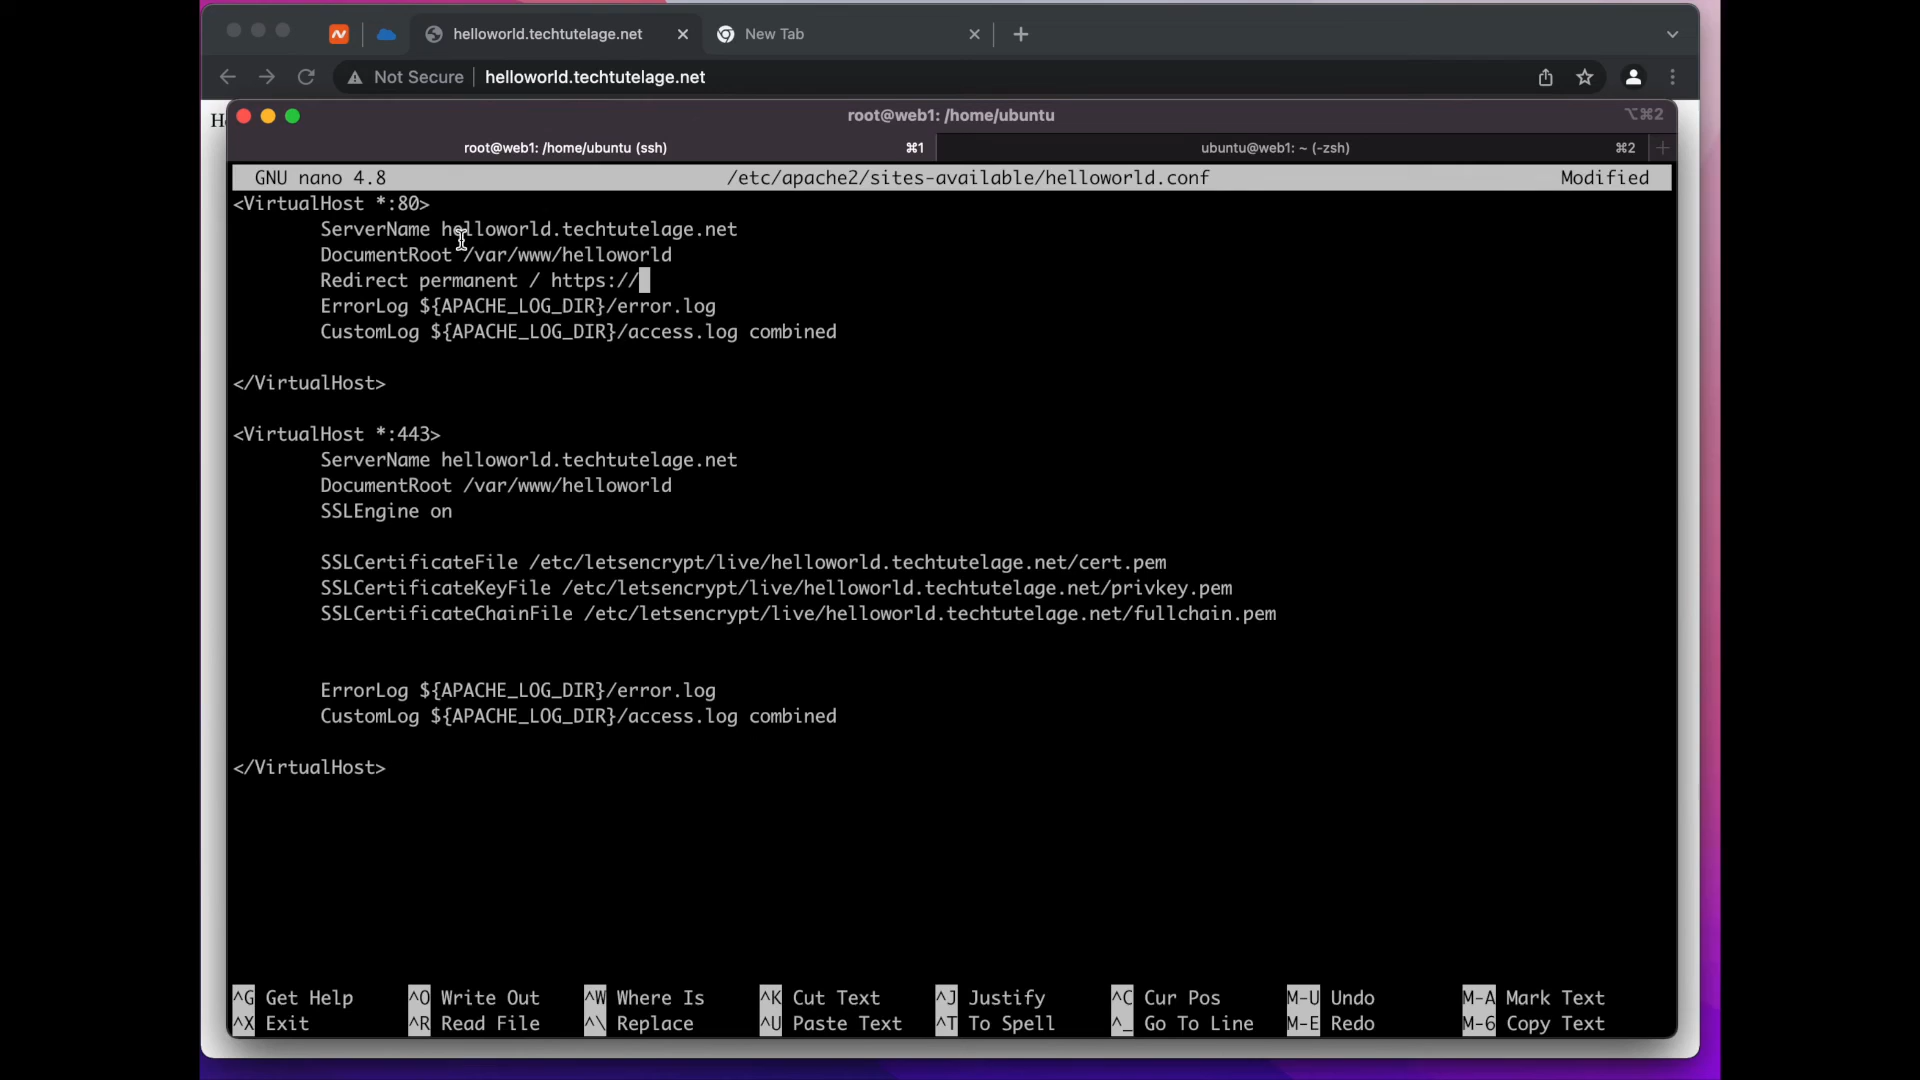 helloworld.techtutelage.net
New Tab
Not Secure helloworld.techtutelage.net
root@web1: /home/ubuntu ⌥⌘2
root@web1: /home/ubuntu (ssh) ⌘1 ubuntu@web1: ~ (-zsh) ⌘2
GNU nano 4.8 /etc/apache2/sites-available/helloworld.conf Modified
<VirtualHost *:80>
ServerName helloworld.techtutelage.net
DocumentRoot /var/www/helloworld
Redirect permanent / https://
ErrorLog ${APACHE_LOG_DIR}/error.log
CustomLog ${APACHE_LOG_DIR}/access.log combined
</VirtualHost>
<VirtualHost *:443>
ServerName helloworld.techtutelage.net
DocumentRoot /var/www/helloworld
SSLEngine on
SSLCertificateFile /etc/letsencrypt/live/helloworld.techtutelage.net/cert.pem
SSLCertificateKeyFile /etc/letsencrypt/live/helloworld.techtutelage.net/privkey.pem
SSLCertificateChainFile /etc/letsencrypt/live/helloworld.techtutelage.net/fullchain.pem
ErrorLog ${APACHE_LOG_DIR}/error.log
CustomLog ${APACHE_LOG_DIR}/access.log combined
</VirtualHost>
^G Get Help ^O Write Out ^W Where Is ^K Cut Text ^J Justify ^C Cur Pos M-U Undo M-A Mark Text
^X Exit ^R Read File ^\ Replace ^U Paste Text ^T To Spell ^_ Go To Line M-E Redo M-6 Copy Text